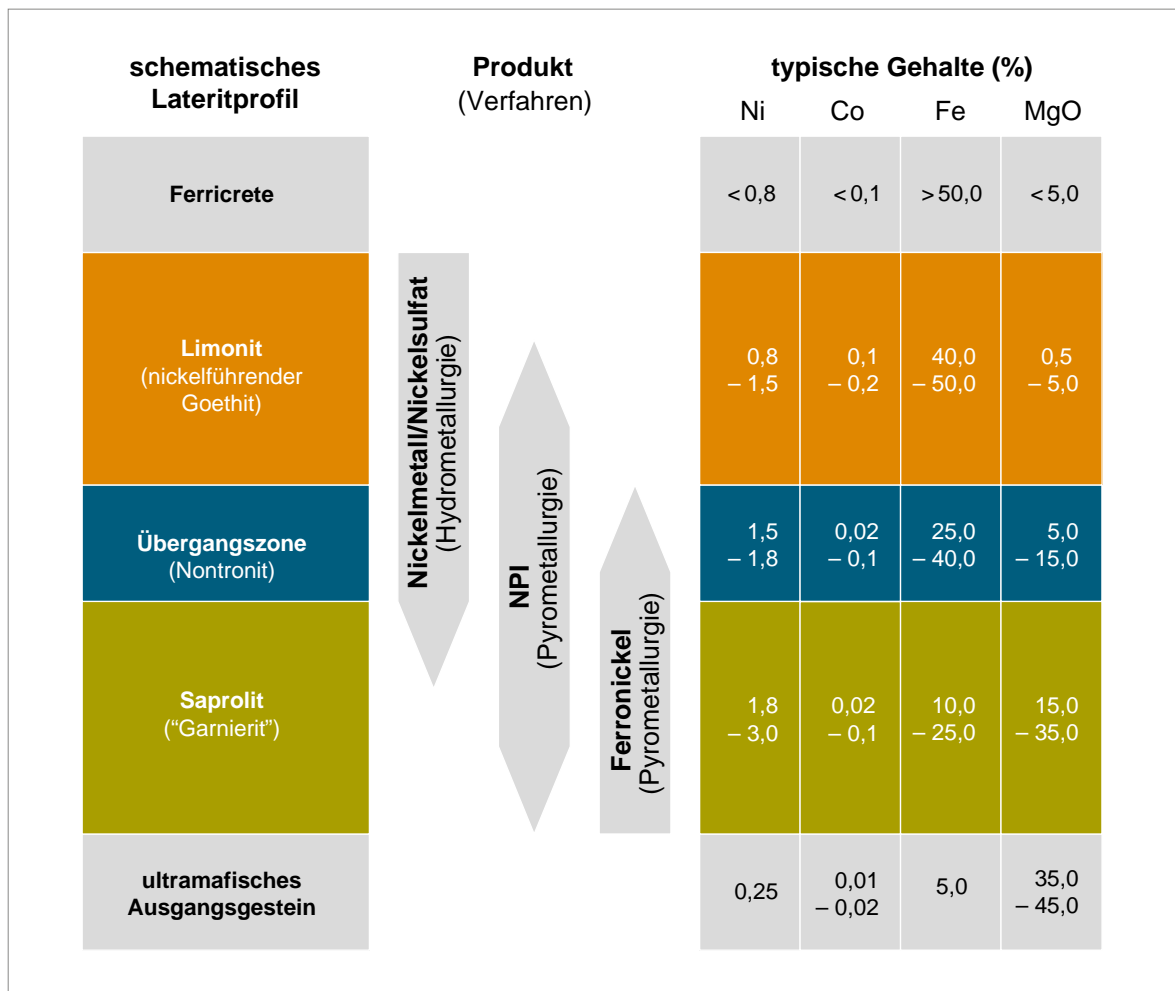 schematisches
Lateritprofil
Produkt
(Verfahren)
typische Gehalte (%)
Ni Co Fe MgO
Ferricrete
< 0,8 < 0,1 > 50,0 < 5,0
Limonit
(nickelführender
Goethit)
0,8 0,1 40,0 0,5
– 1,5 – 0,2 – 50,0 – 5,0
Übergangszone
(Nontronit)
1,5 0,02 25,0 5,0
– 1,8 – 0,1 – 40,0 – 15,0
Saprolit
(“Garnierit”)
1,8 0,02 10,0 15,0
– 3,0 – 0,1 – 25,0 – 35,0
ultramafisches
Ausgangsgestein
0,25 0,01 5,0 35,0
– 0,02 – 45,0
Nickelmetall/Nickelsulfat
(Hydrometallurgie)
NPI
(Pyrometallurgie)
Ferronickel
(Pyrometallurgie)